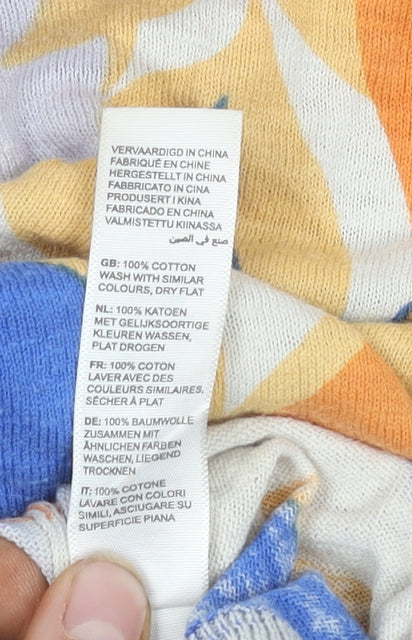 VERVAARDIGD IN CHINA
FABRIQUÉ EN CHINE
HERGESTELLT IN CHINA
FABBRICATO IN CINA
PRODUSERT I KINA
FABRICADO EN CHINA
VALMISTETTU KIINASSA
صنع في الصين
GB: 100% COTTON
WASH WITH SIMILAR
COLOURS, DRY FLAT
NL: 100% KATOEN
MET GELIJKSOORTIGE
KLEUREN WASSEN,
PLAT DROGEN
FR: 100% COTON
LAVER AVEC DES
COULEURS SIMILAIRES,
SÉCHER À PLAT
DE: 100% BAUMWOLLE
ZUSAMMEN MIT
ÄHNLICHEN FARBEN
WASCHEN, LIEGEND
TROCKNEN
IT: 100% COTONE
LAVARE CON COLORI
SIMILI, ASCIUGARE SU
SUPERFICIE PIANA